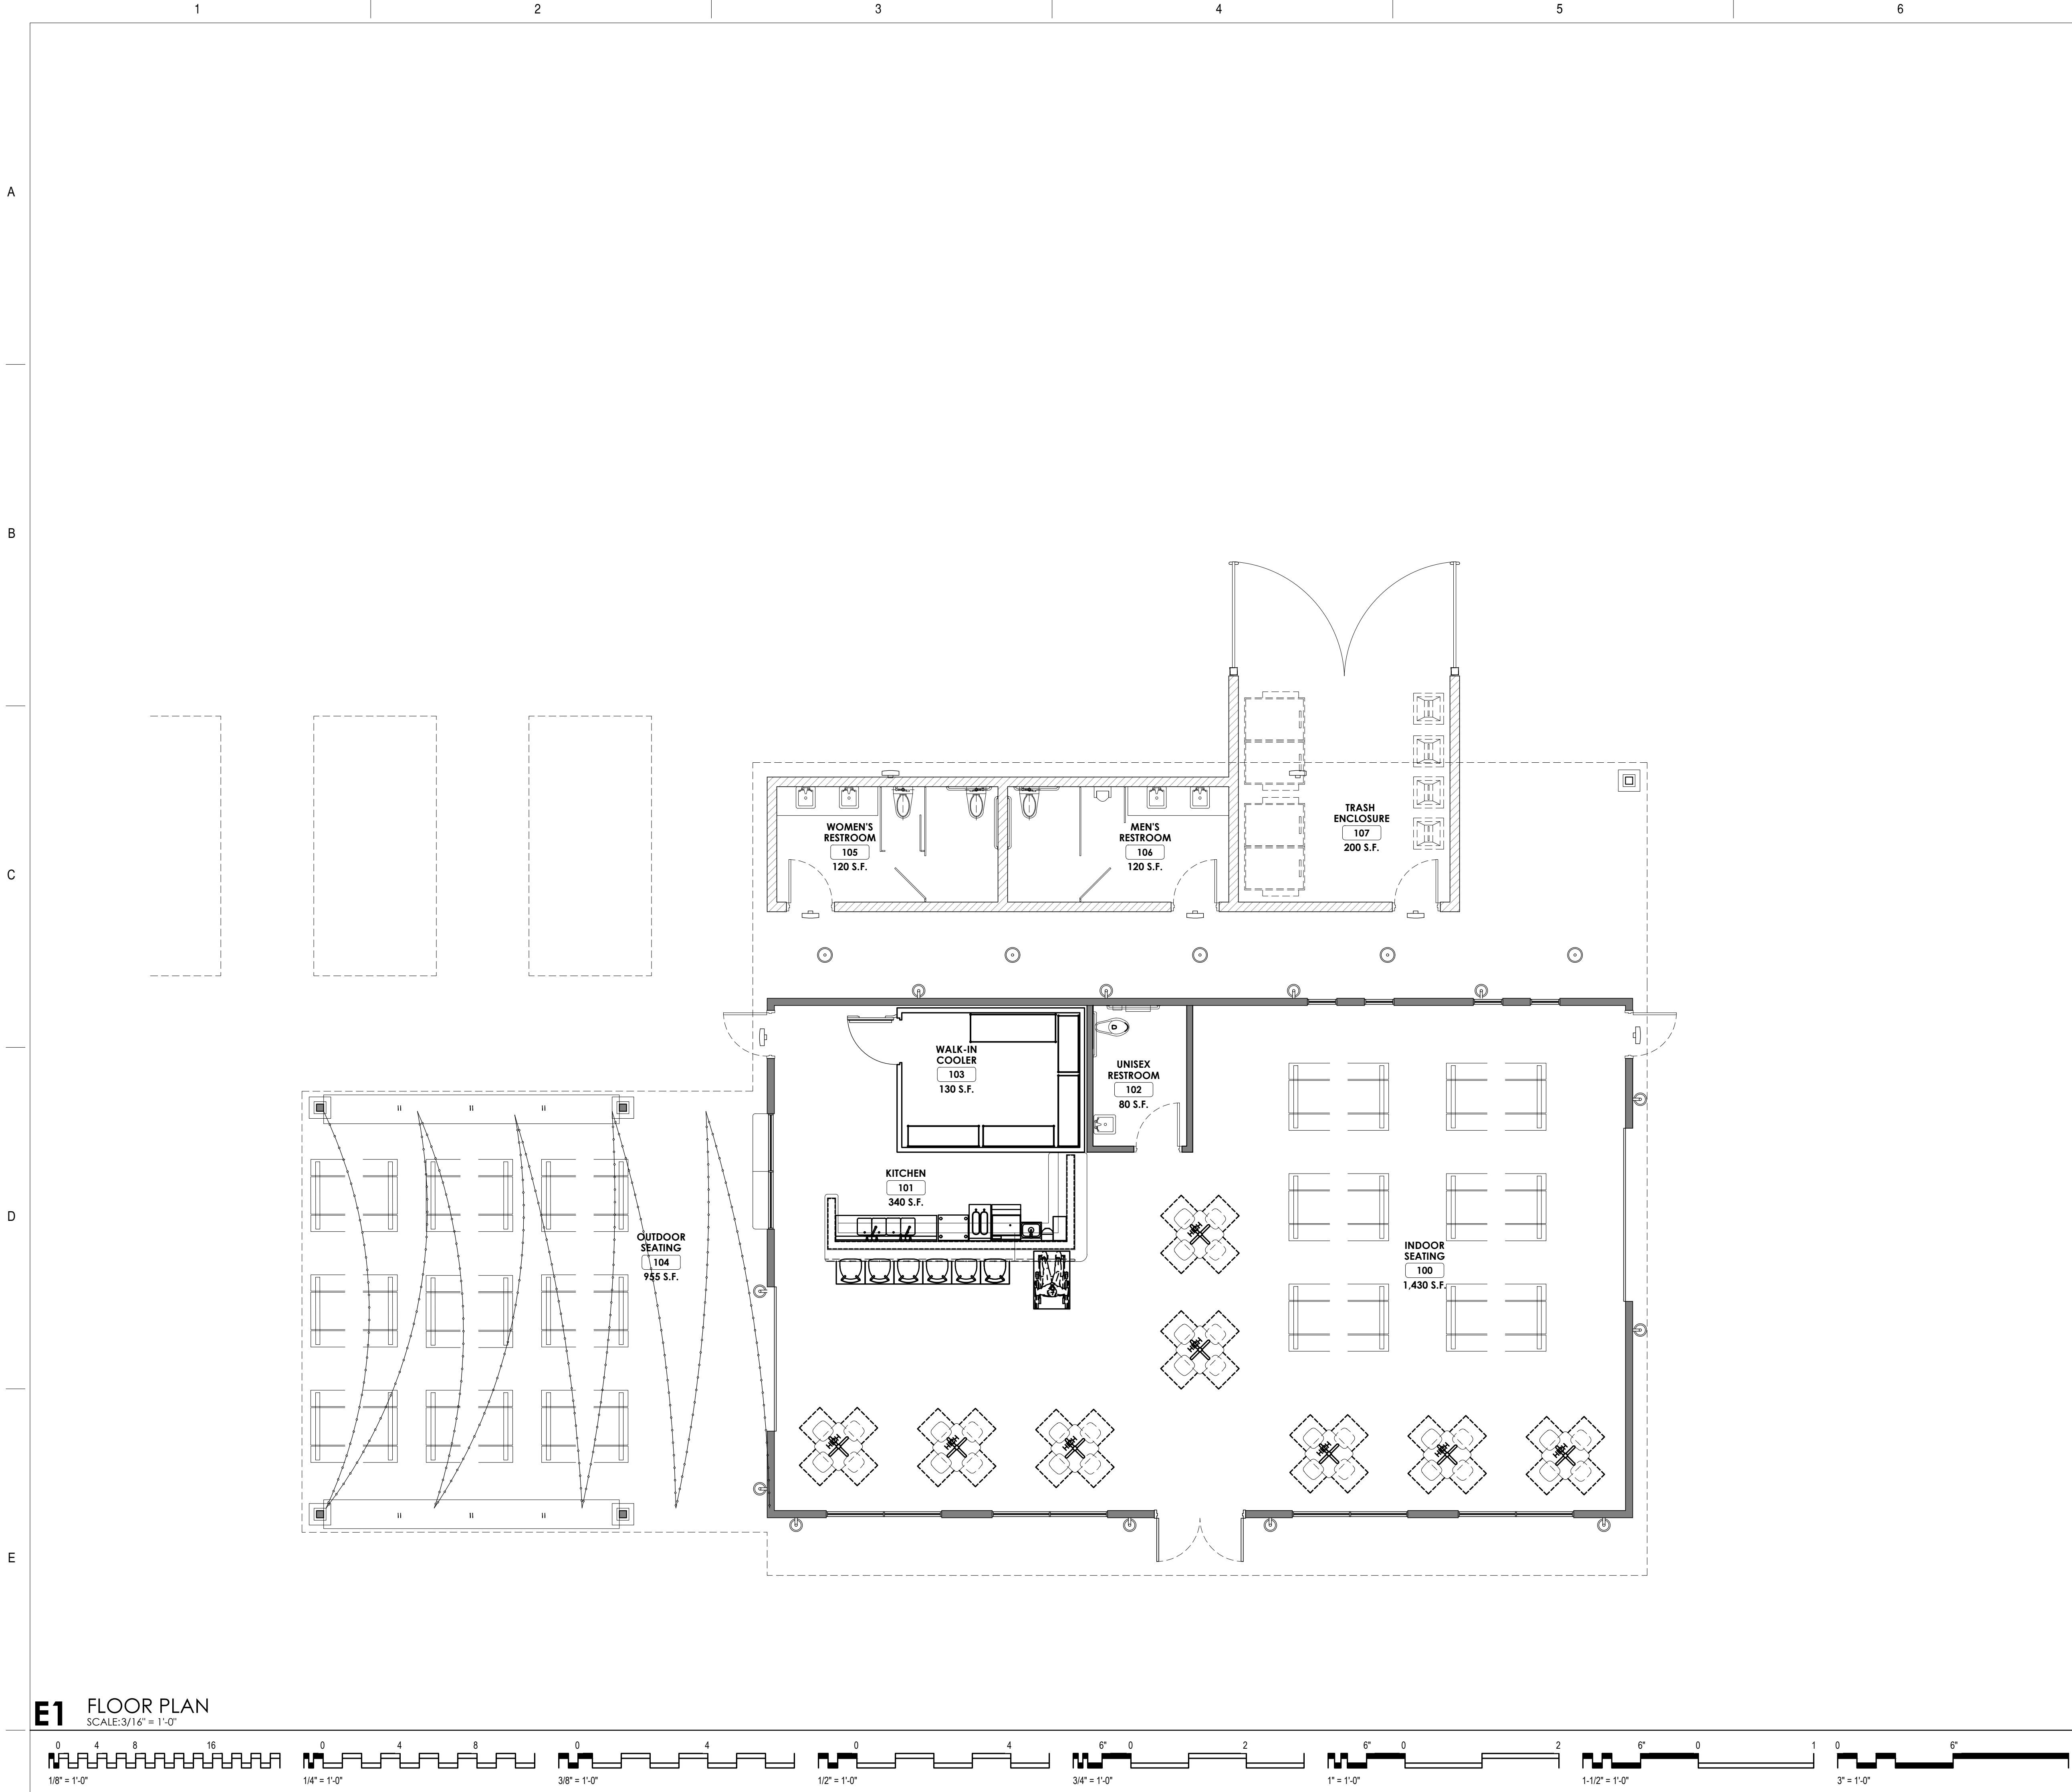 1 2 3 4 5 6
A
B
C
D
E
TRASH
ENCLOSURE
107
200 S.F.
WOMEN'S
RESTROOM
105
120 S.F.
MEN'S
RESTROOM
106
120 S.F.
WALK-IN
COOLER
103
130 S.F.
UNISEX
RESTROOM
102
80 S.F.
KITCHEN
101
340 S.F.
OUTDOOR
SEATING
104
955 S.F.
INDOOR
SEATING
100
1,430 S.F.
E1 FLOOR PLAN
SCALE:3/16" = 1'-0"
0 4 8 16
1/8" = 1'-0"
0 4 8
1/4" = 1'-0"
0 4
3/8" = 1'-0"
0 4
1/2" = 1'-0"
6" 0 2
3/4" = 1'-0"
6" 0 2
1" = 1'-0"
6" 0 1
1-1/2" = 1'-0"
0 6"
3" = 1'-0"